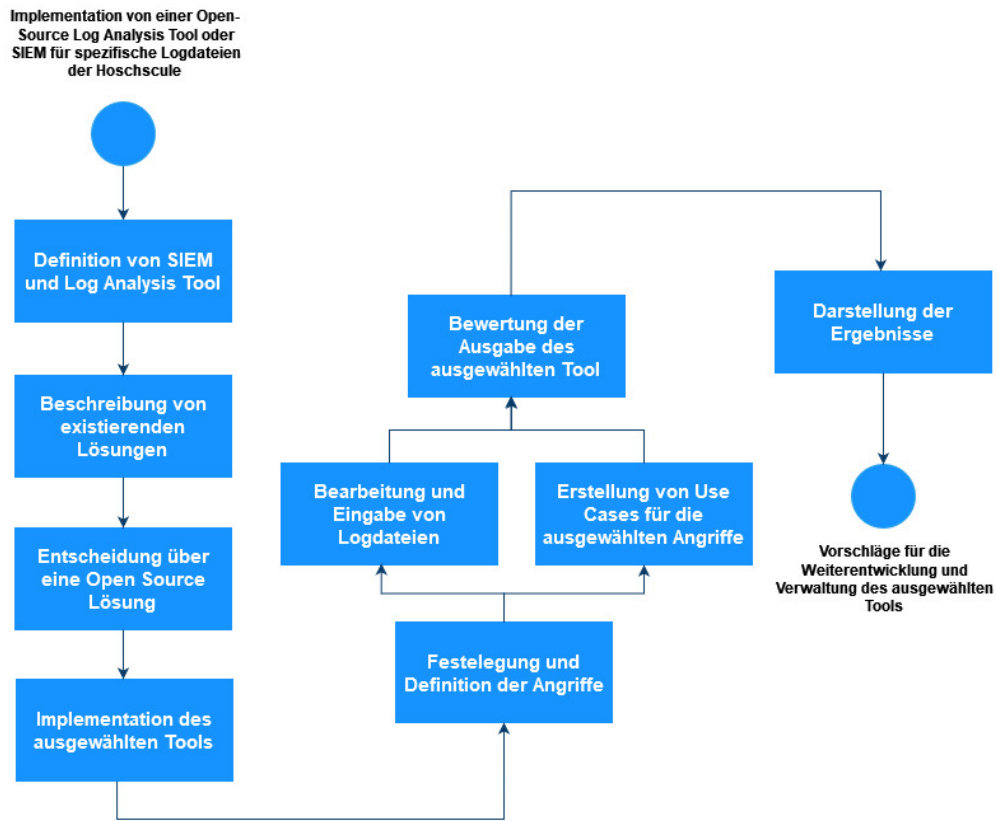 Implementation von einer Open-
Source Log Analysis Tool oder
SIEM für spezifische Logdateien
der Hoschscule
Definition von SIEM
und Log Analysis Tool
Beschreibung von
existierenden
Lösungen
Entscheidung über
eine Open Source
Lösung
Implementation des
ausgewählten Tools
Festelegung und
Definition der Angriffe
Bearbeitung und
Eingabe von
Logdateien
Erstellung von Use
Cases für die
ausgewählten Angriffe
Bewertung der
Ausgabe des
ausgewählten Tool
Darstellung der
Ergebnisse
Vorschläge für die
Weiterentwicklung und
Verwaltung des ausgewählten
Tools